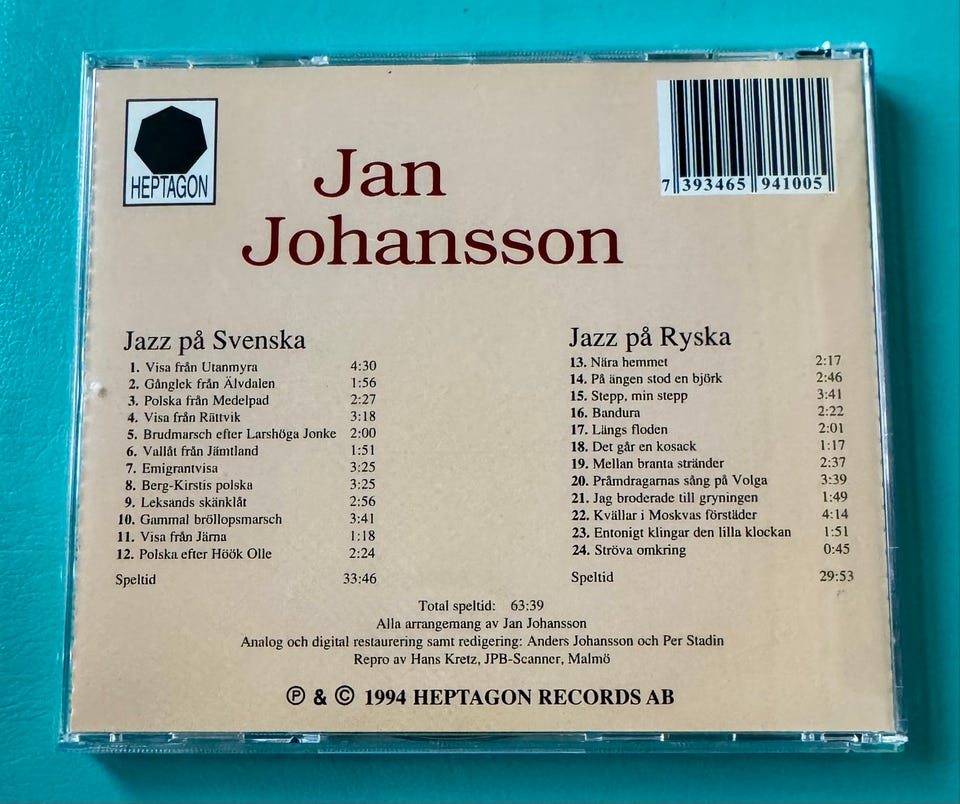 HEPTAGON
7 393465 941005
Jan
Johansson
Jazz på Svenska
1. Visa från Utanmyra 4:30
2. Gånglek från Älvdalen 1:56
3. Polska från Medelpad 2:27
4. Visa från Rättvik 3:18
5. Brudmarsch efter Larshöga Jonke 2:00
6. Vallåt från Jämtland 1:51
7. Emigrantvisa 3:25
8. Berg-Kirstis polska 3:25
9. Leksands skänklåt 2:56
10. Gammal bröllopsmarsch 3:41
11. Visa från Järna 1:18
12. Polska efter Höök Olle 2:24
Speltid 33:46
Jazz på Ryska
13. Nära hemmet 2:17
14. På ängen stod en björk 2:46
15. Stepp, min stepp 3:41
16. Bandura 2:22
17. Längs floden 2:01
18. Det går en kosack 1:17
19. Mellan branta stränder 2:37
20. Pråmdragarnas sång på Volga 3:39
21. Jag broderade till gryningen 1:49
22. Kvällar i Moskvas förstäder 4:14
23. Entonigt klingar den lilla klockan 1:51
24. Ströva omkring 0:45
Speltid 29:53
Total speltid: 63:39
Alla arrangemang av Jan Johansson
Analog och digital restaurering samt redigering: Anders Johansson och Per Stadin
Repro av Hans Kretz, JPB-Scanner, Malmö
℗ & © 1994 HEPTAGON RECORDS AB